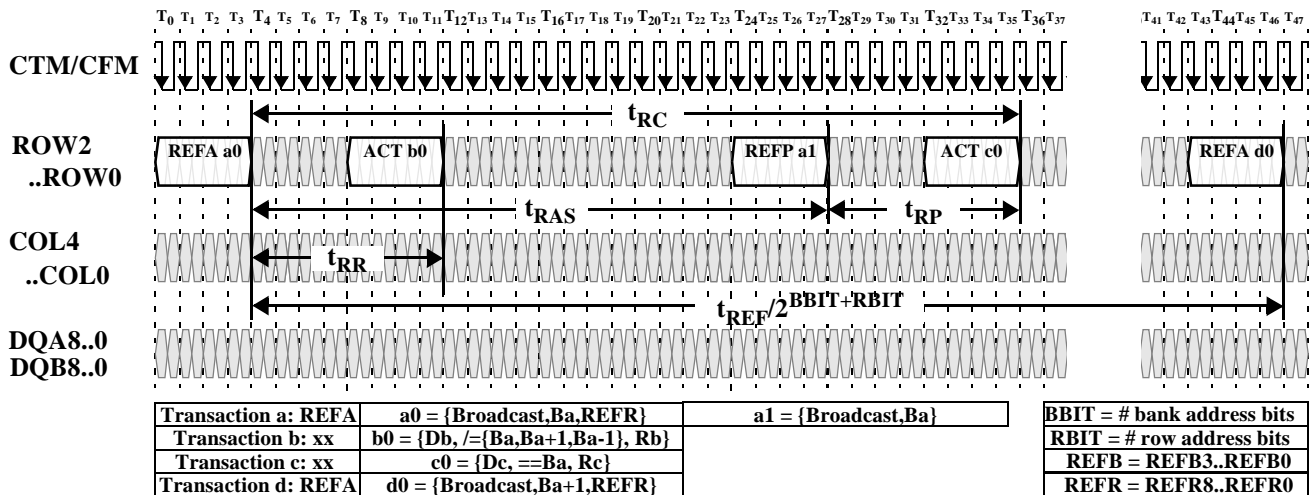 T0 T1 T2 T3 T4 T5 T6 T7 T8 T9 T10 T11 T12 T13 T14 T15 T16 T17 T18 T19 T20 T21 T22 T23 T24 T25 T26 T27 T28 T29 T30 T31 T32 T33 T34 T35 T36 T37 T41 T42 T43 T44 T45 T46 T47
CTM/CFM
tRC
ROW2
..ROW0
REFA a0 ACT b0 REFP a1 ACT c0 REFA d0
tRAS tRP
COL4
..COL0
tRR
tREF/2^BBIT+RBIT
DQA8..0
DQB8..0
Transaction a: REFA a0 = {Broadcast,Ba,REFR} a1 = {Broadcast,Ba}
Transaction b: xx b0 = {Db, /={Ba,Ba+1,Ba-1}, Rb}
Transaction c: xx c0 = {Dc, ==Ba, Rc}
Transaction d: REFA d0 = {Broadcast,Ba+1,REFR}
BBIT = # bank address bits
RBIT = # row address bits
REFB = REFB3..REFB0
REFR = REFR8..REFR0